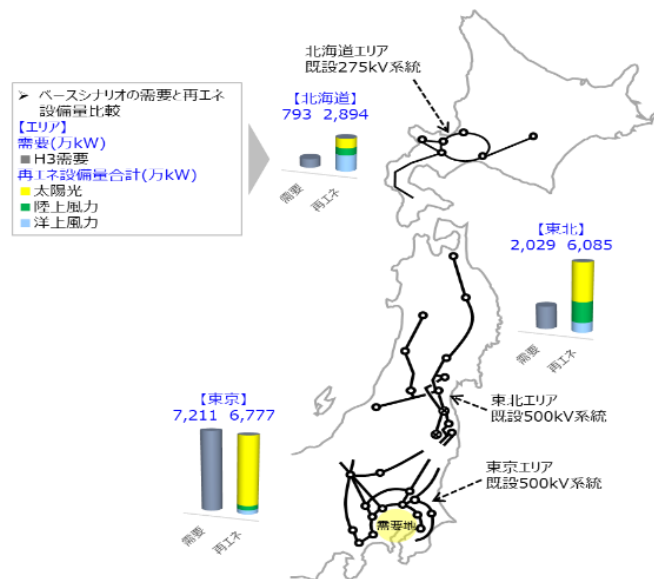 北海道エリア
既設275kV系統
➢ ベースシナリオの需要と再エネ
設備量比較
【エリア】
需要(万kW)
H3需要
再エネ設備量合計(万kW)
太陽光
陸上風力
洋上風力
【北海道】
793 2,894
需要
再エネ
【東北】
2,029 6,085
需要
再エネ
東北エリア
既設500kV系統
【東京】
7,211 6,777
需要
再エネ
東京エリア
既設500kV系統
需要地